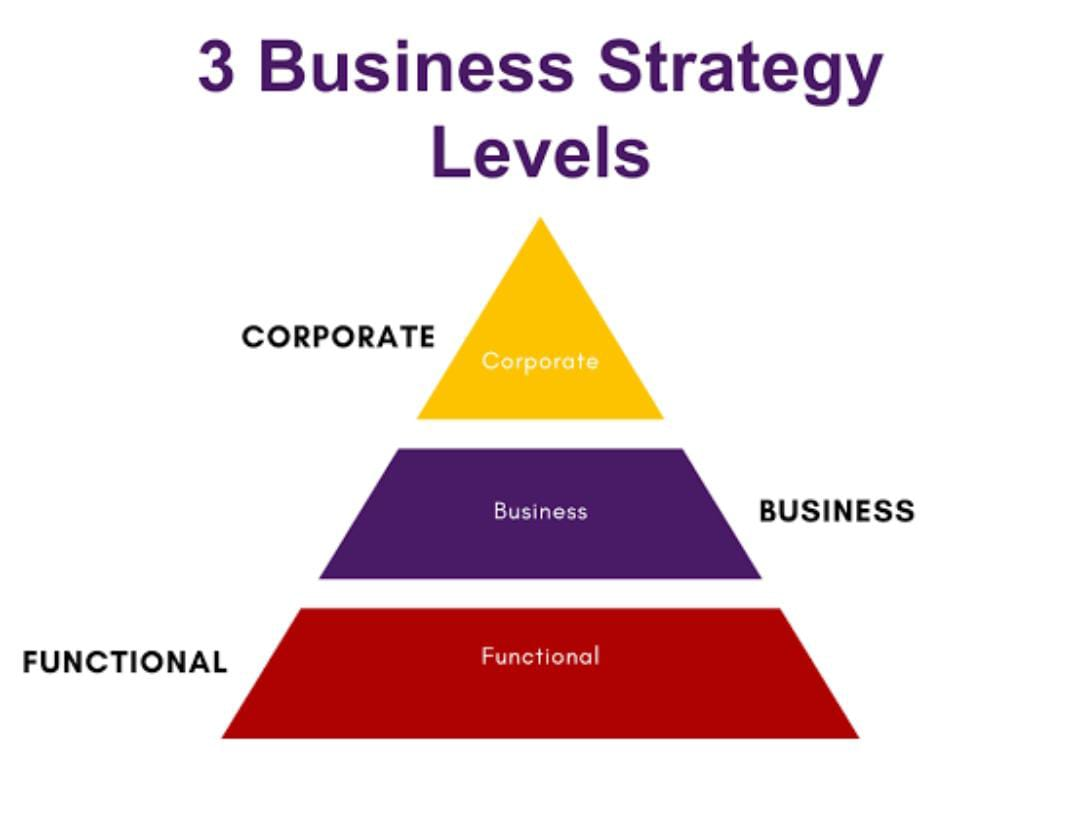 3 Business Strategy
Levels
CORPORATE
Corporate
Business
BUSINESS
Functional
FUNCTIONAL